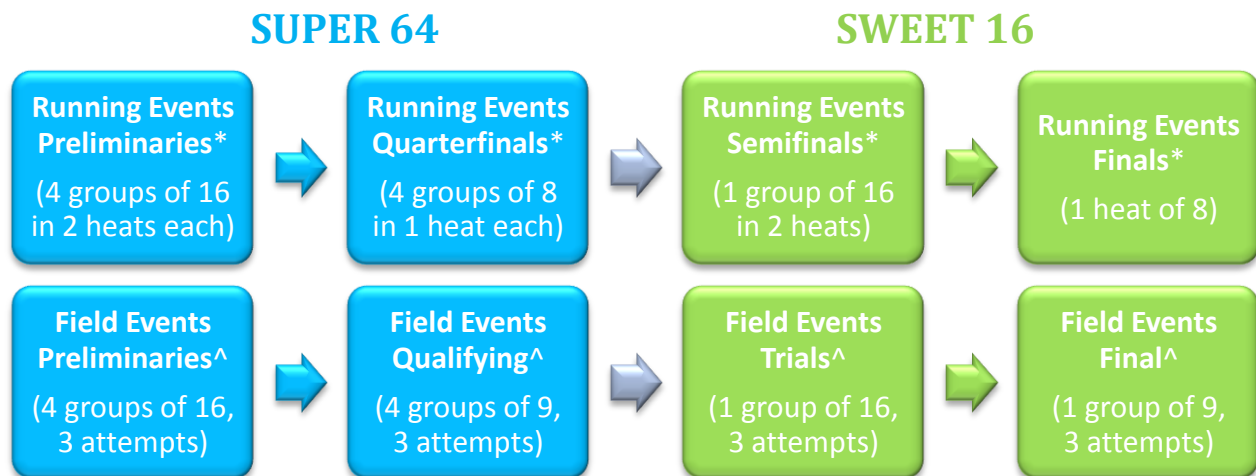 SUPER 64
SWEET 16
Running Events
Preliminaries*
(4 groups of 16
in 2 heats each)
Running Events
Quarterfinals*
(4 groups of 8
in 1 heat each)
Running Events
Semifinals*
(1 group of 16
in 2 heats)
Running Events
Finals*
(1 heat of 8)
Field Events
Preliminaries^
(4 groups of 16,
3 attempts)
Field Events
Qualifying^
(4 groups of 9,
3 attempts)
Field Events
Trials^
(1 group of 16,
3 attempts)
Field Events
Final^
(1 group of 9,
3 attempts)